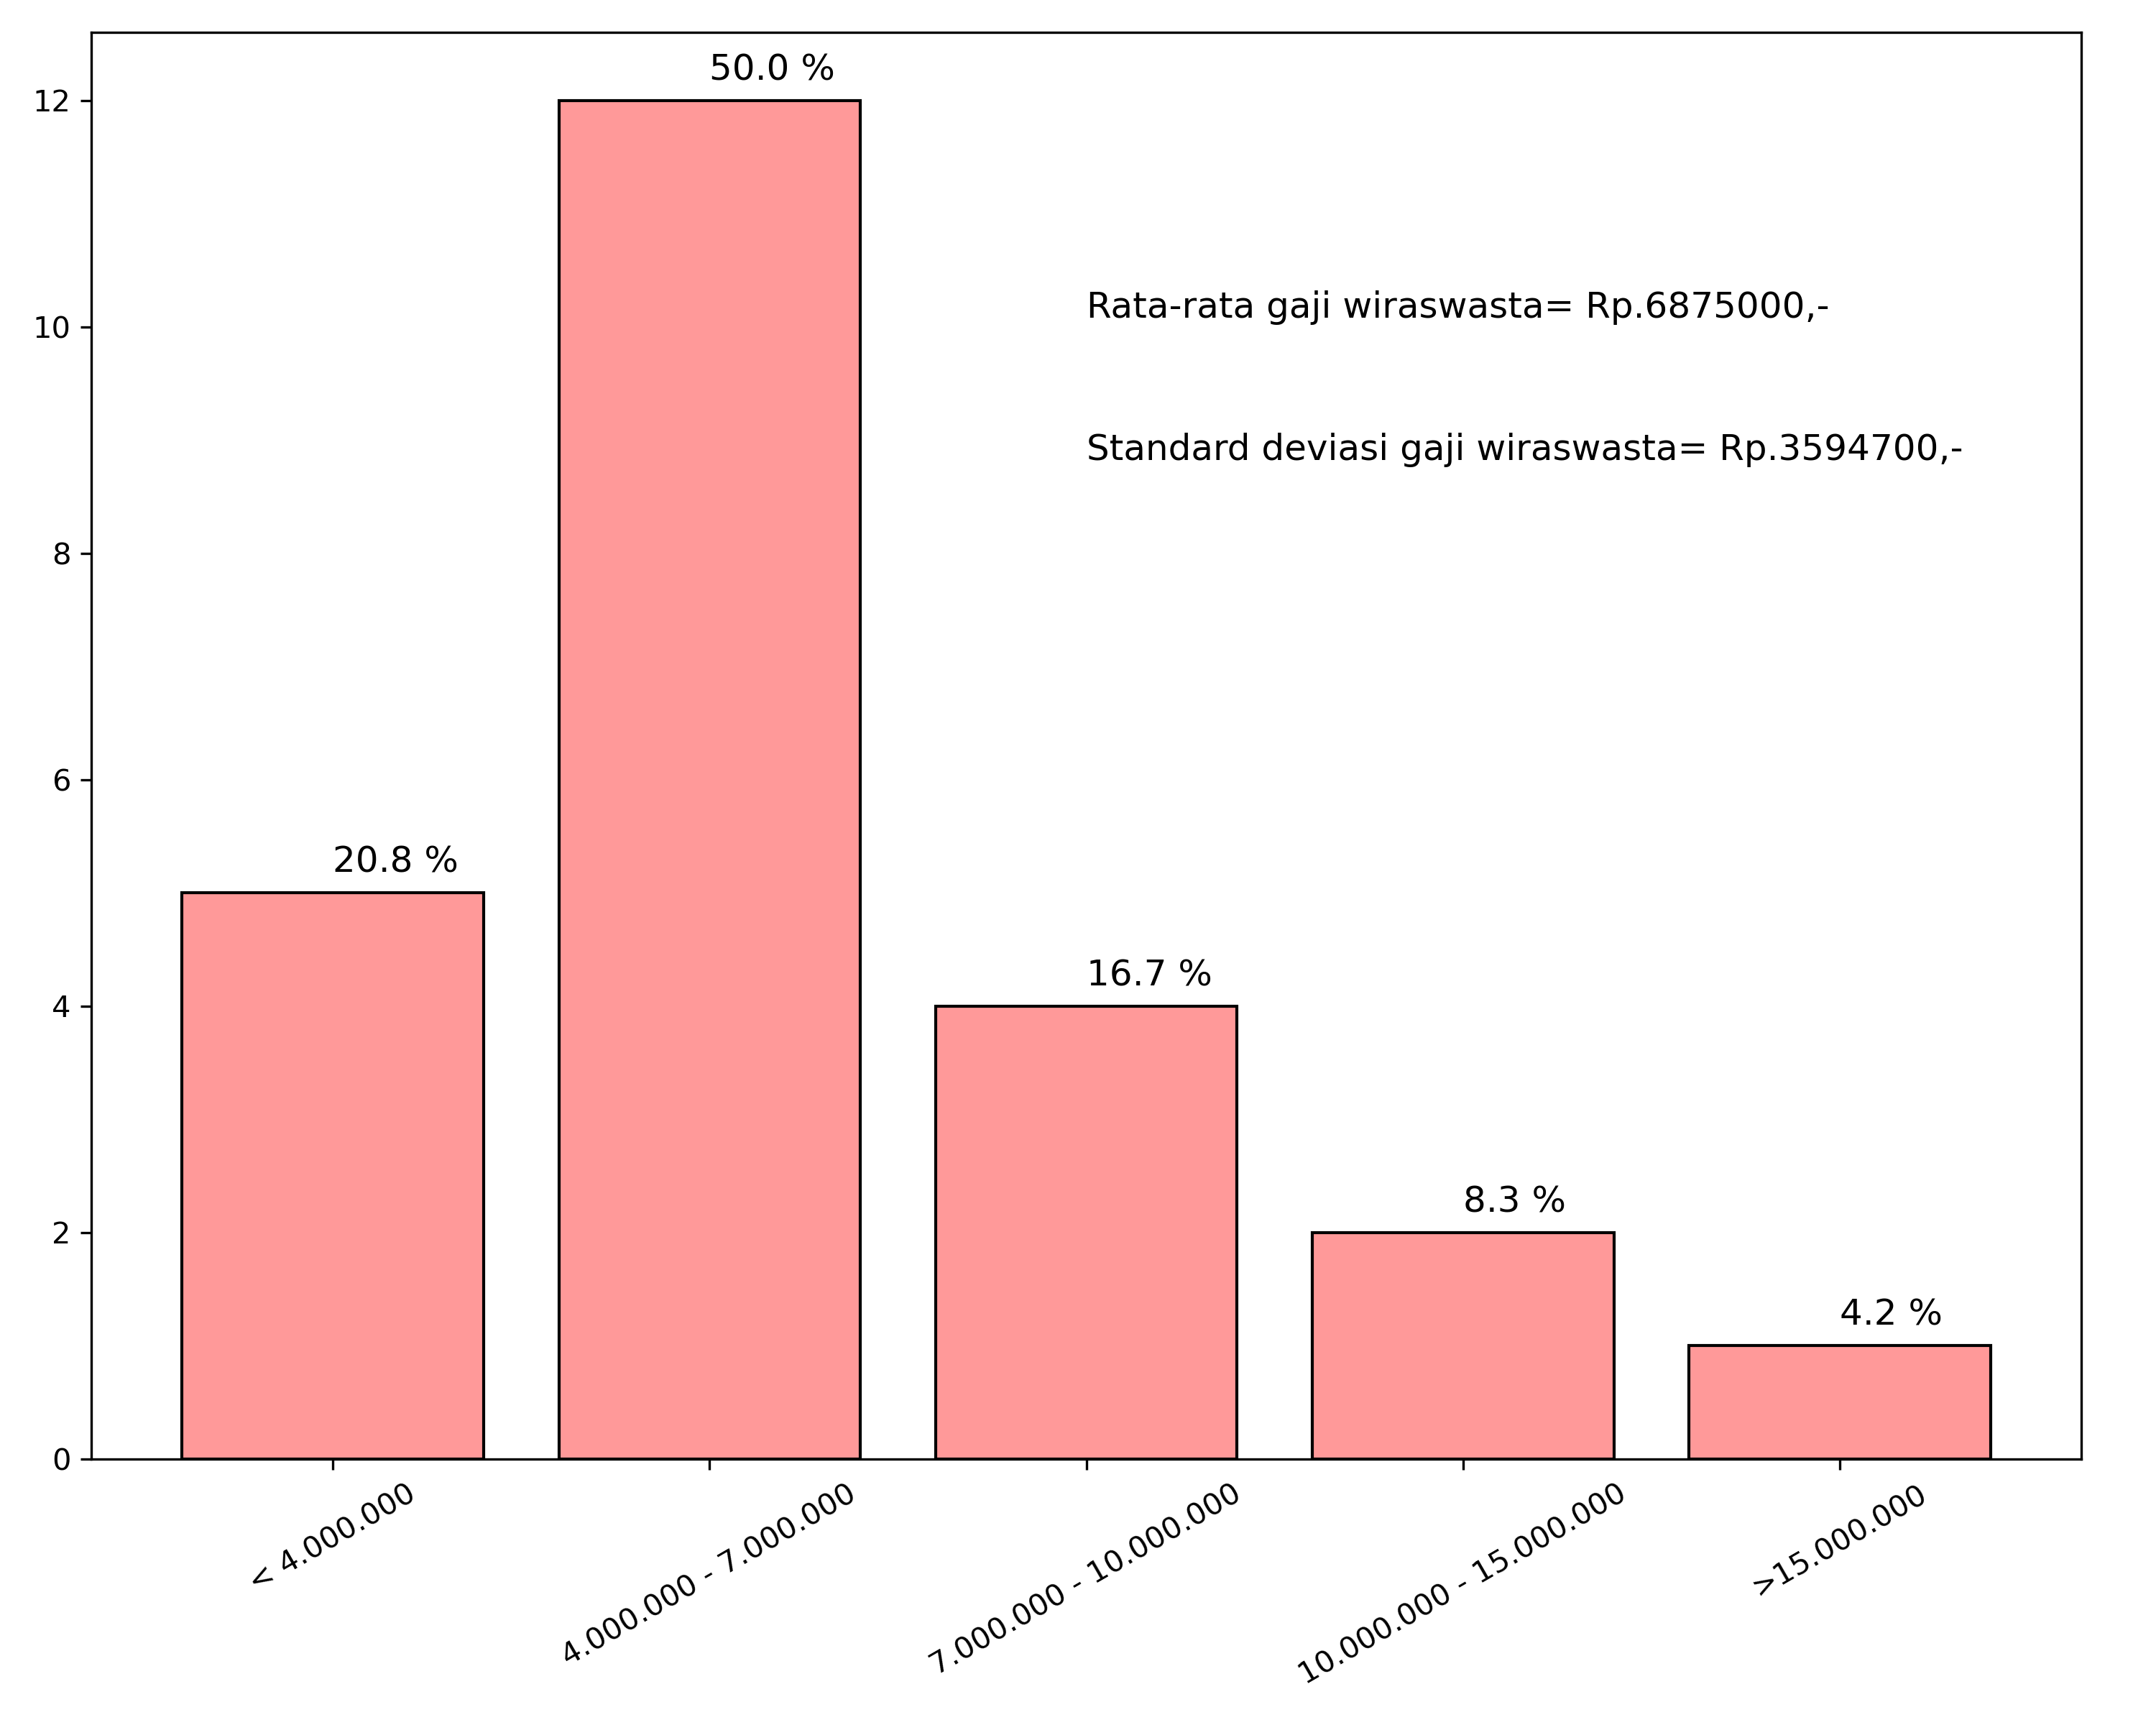 50.0 %
12
Rata-rata gaji wiraswasta= Rp.6875000,-
10
Standard deviasi gaji wiraswasta= Rp.3594700,-
8
6
20.8 %
16.7 %
4
8.3 %
2
4.2 %
0
< 4.000.000
4.000.000 - 7.000.000
7.000.000 - 10.000.000
10.000.000 - 15.000.000
>15.000.000